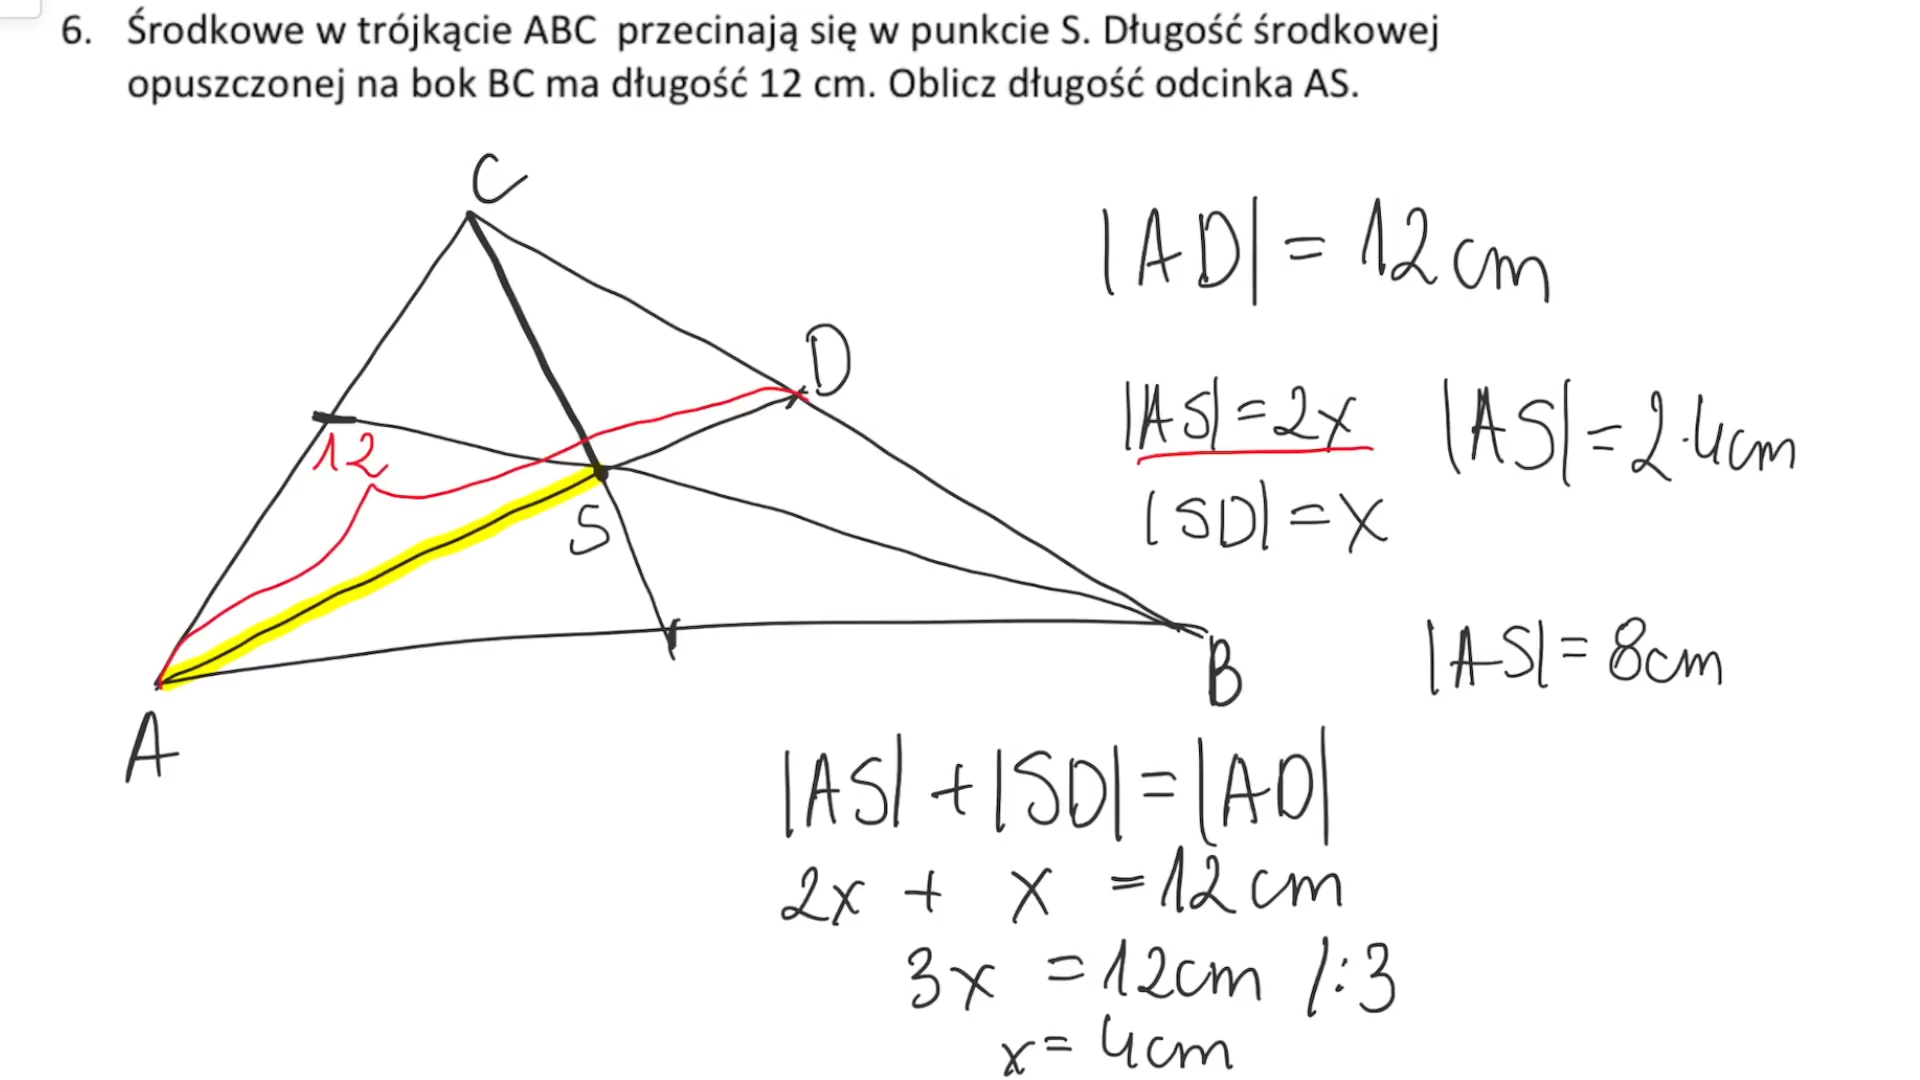 6. Środkowe w trójkącie ABC przecinają się w punkcie S. Długość środkowej
opuszczonej na bok BC ma długość 12 cm. Oblicz długość odcinka AS.
C
|AD| = 12 cm
D
12
|AS| = 2x |AS| = 2·4cm
S
|SD| = x
|AS| = 8cm
B
A
|AS| + |SD| = |AD|
2x + x = 12 cm
3x = 12cm /:3
x = 4cm